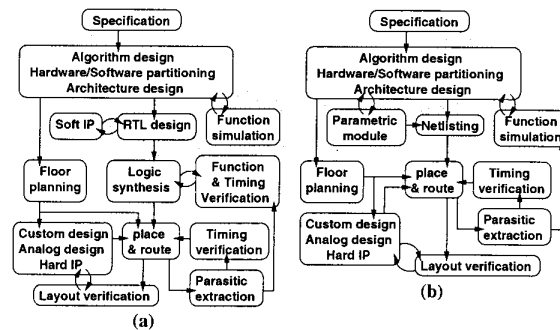 Specification
Algorithm design
Hardware/Software partitioning
Architecture design
Soft IP
RTL design
Function
simulation
Floor
planning
Logic
synthesis
Function
& Timing
Verification
Custom design
Analog design
Hard IP
place
& route
Timing
verification
Parasitic
extraction
Layout verification
(a)
Specification
Algorithm design
Hardware/Software partitioning
Architecture design
Parametric
module
Netlisting
Function
simulation
Floor
planning
place
& route
Timing
verification
Custom design
Analog design
Hard IP
Parasitic
extraction
Layout verification
(b)